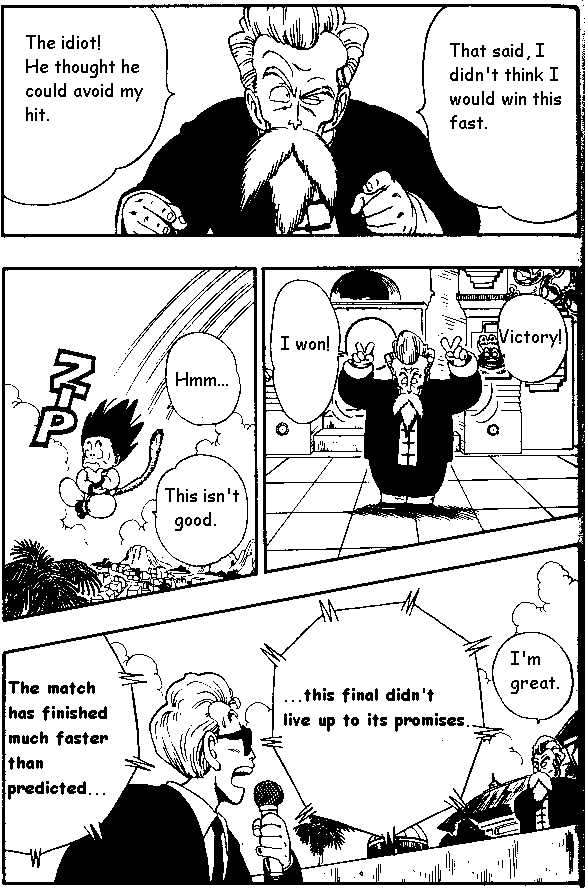 The idiot!
He thought he
could avoid my
hit.
That said, I
didn't think I
would win this
fast.
ZIP
Hmm...
This isn't
good.
I won!
Victory!
The match
has finished
much faster
than
predicted...
...this final didn't
live up to its promises...
I'm
great.